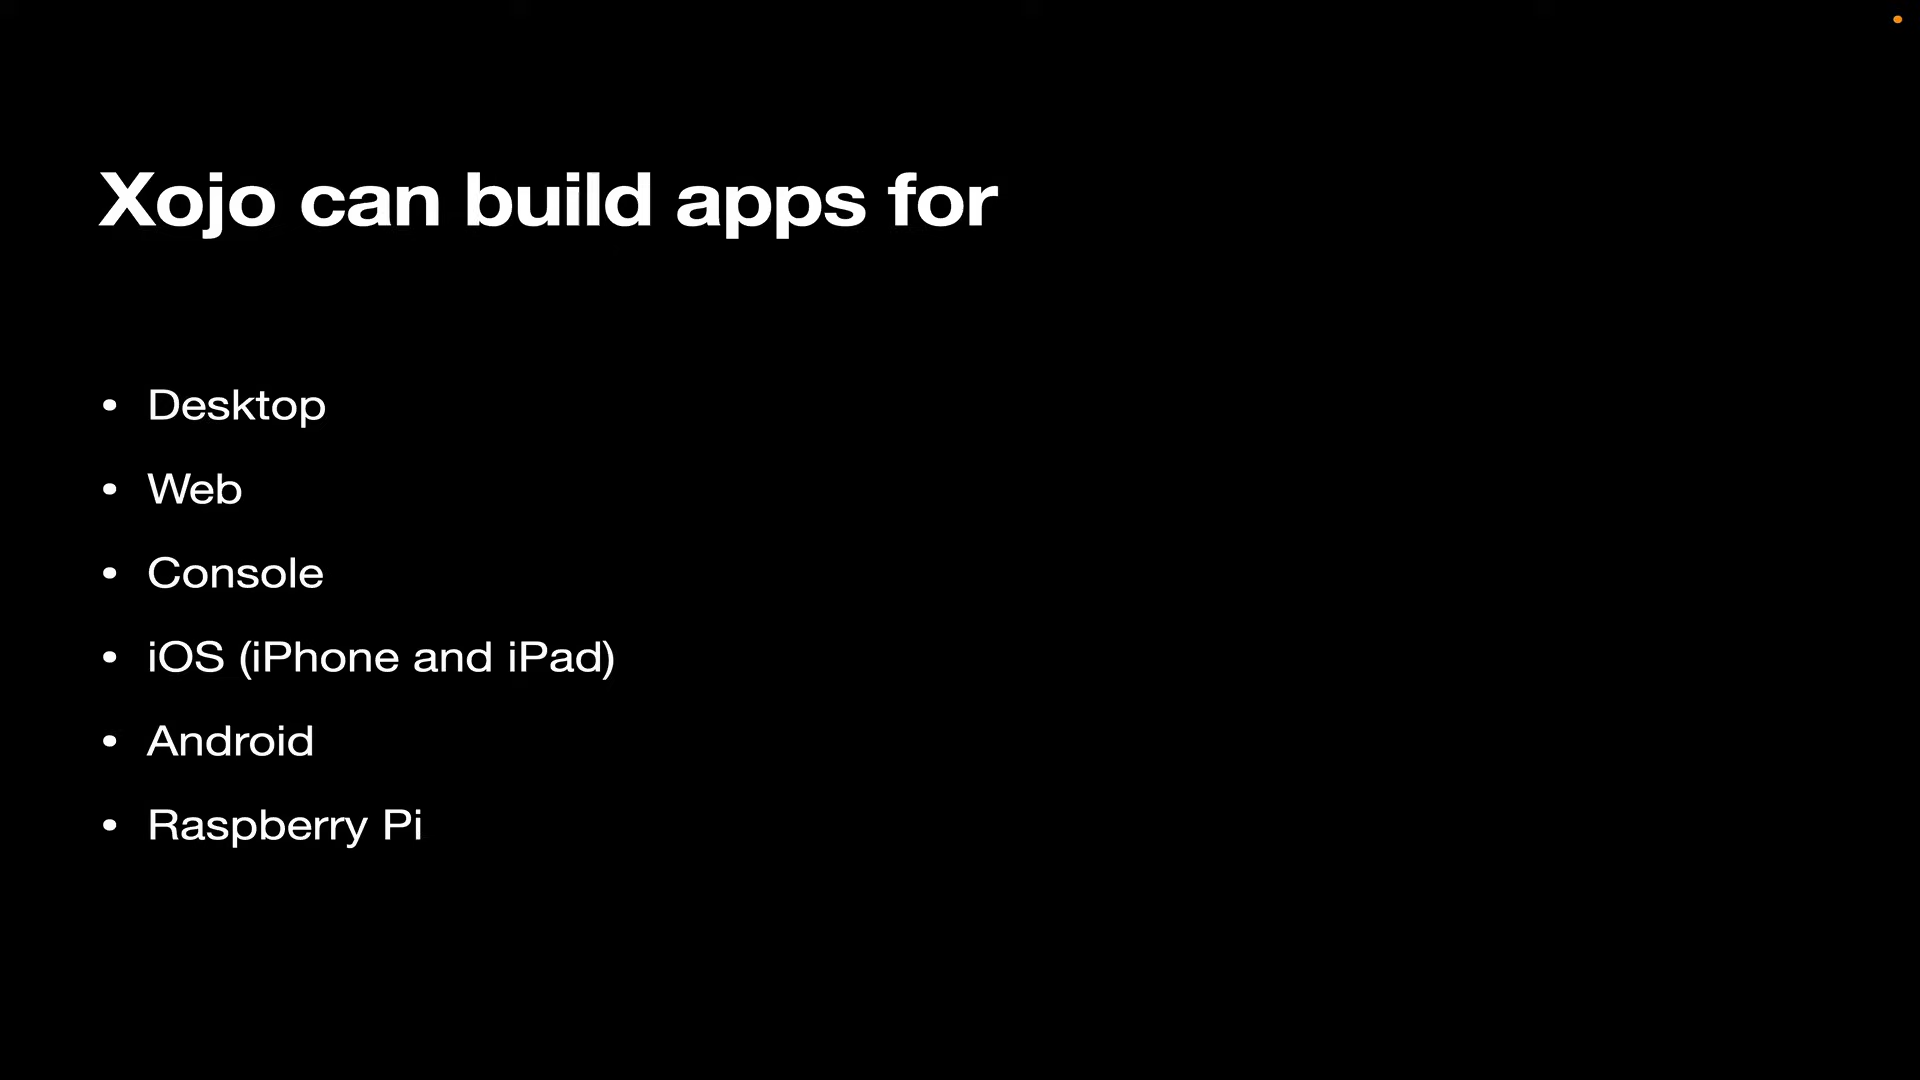 Xojo can build apps for
• Desktop
• Web
• Console
• iOS (iPhone and iPad)
• Android
• Raspberry Pi